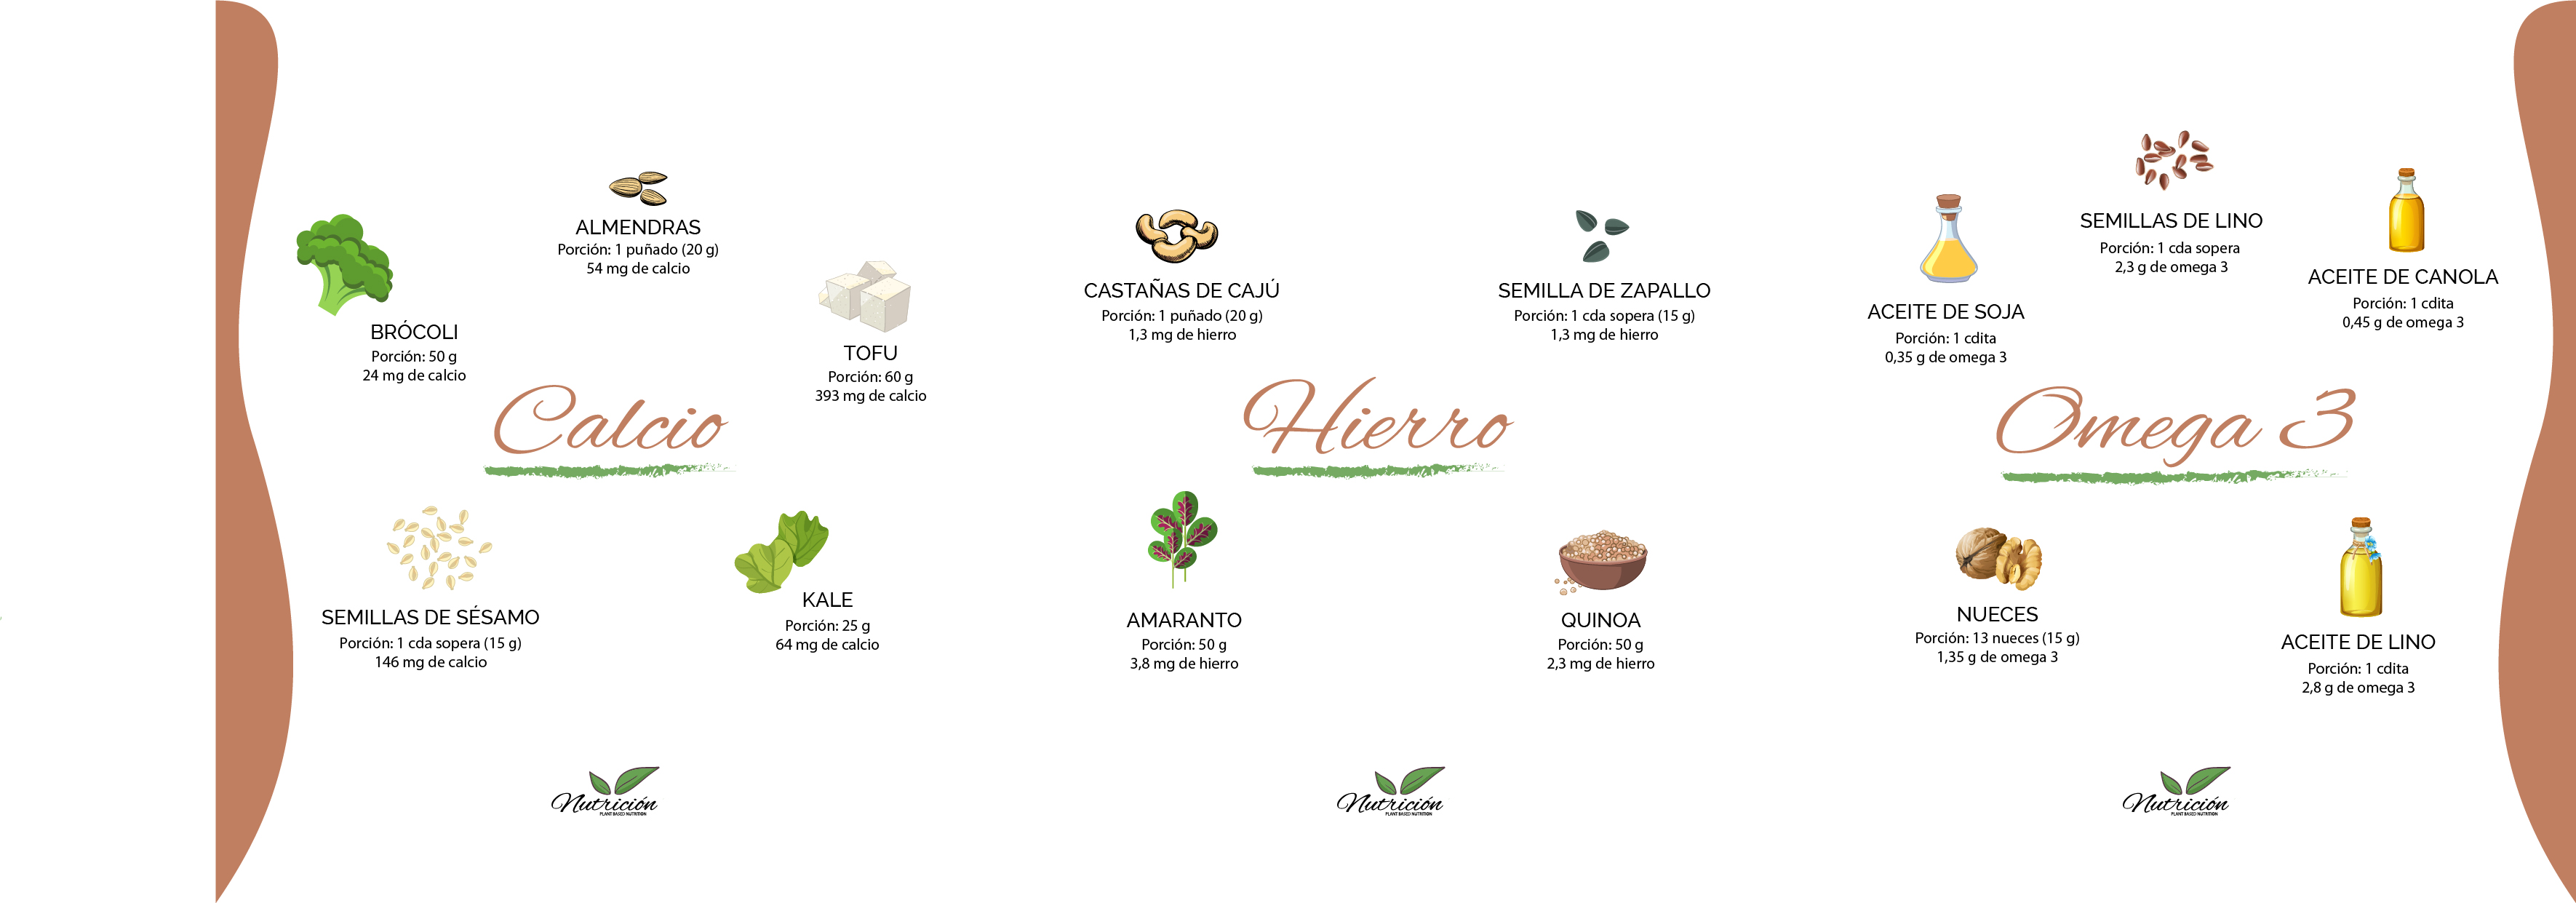 ALMENDRAS
Porción: 1 puñado (20 g)
54 mg de calcio
BRÓCOLI
Porción: 50 g
24 mg de calcio
TOFU
Porción: 60 g
393 mg de calcio
Calcio
SEMILLAS DE SÉSAMO
Porción: 1 cda sopera (15 g)
146 mg de calcio
KALE
Porción: 25 g
64 mg de calcio
Nutrición
PLANT BASED NUTRITION
CASTAÑAS DE CAJÚ
Porción: 1 puñado (20 g)
1,3 mg de hierro
SEMILLA DE ZAPALLO
Porción: 1 cda sopera (15 g)
1,3 mg de hierro
Hierro
AMARANTO
Porción: 50 g
3,8 mg de hierro
QUINOA
Porción: 50 g
2,3 mg de hierro
Nutrición
PLANT BASED NUTRITION
SEMILLAS DE LINO
Porción: 1 cda sopera
2,3 g de omega 3
ACEITE DE CANOLA
Porción: 1 cdita
0,45 g de omega 3
ACEITE DE SOJA
Porción: 1 cdita
0,35 g de omega 3
Omega 3
NUECES
Porción: 13 nueces (15 g)
1,35 g de omega 3
ACEITE DE LINO
Porción: 1 cdita
2,8 g de omega 3
Nutrición
PLANT BASED NUTRITION